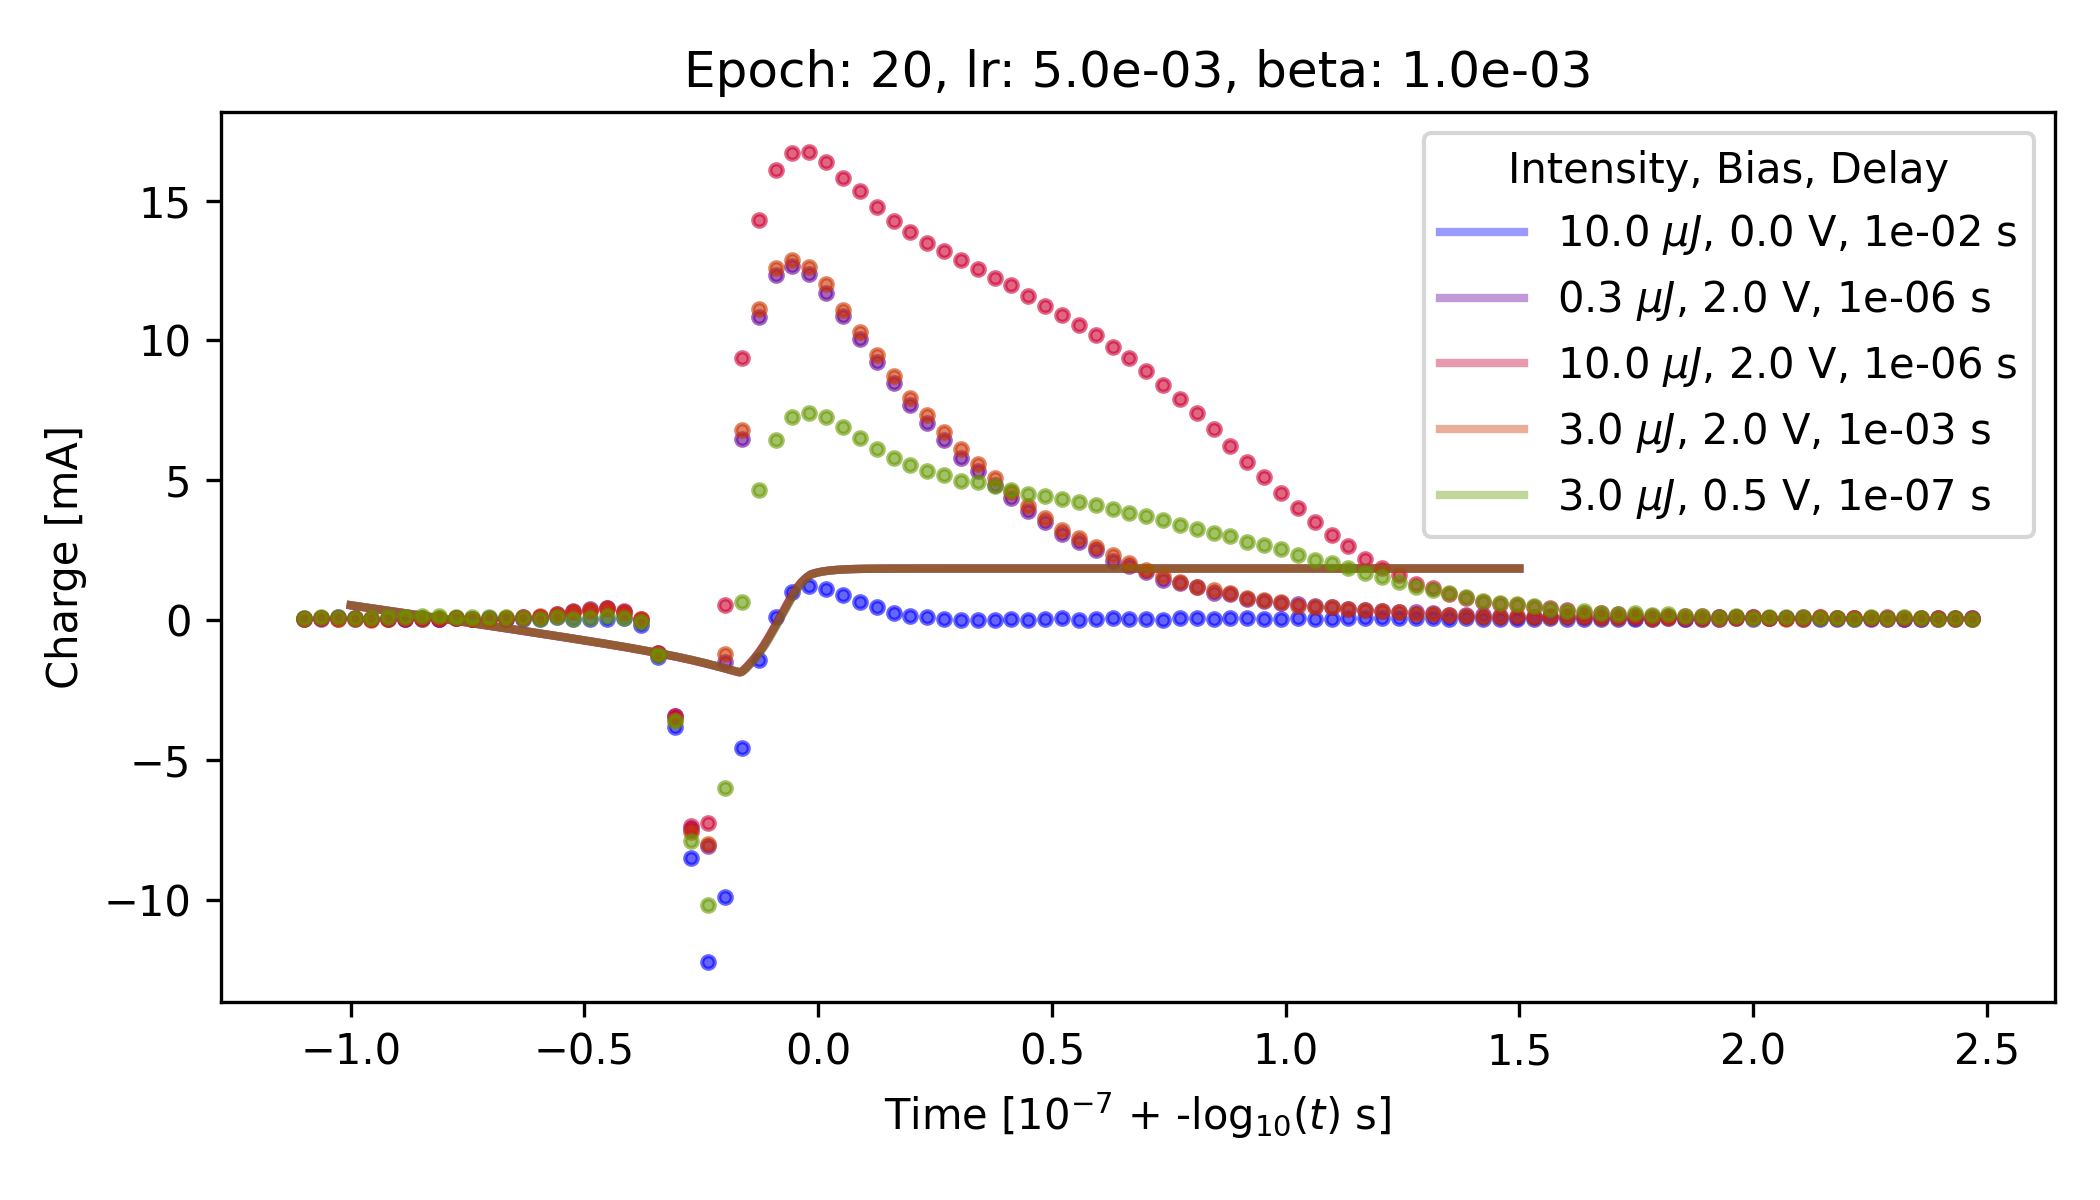 Epoch: 20, lr: 5.0e-03, beta: 1.0e-03
Charge [mA]
15
10
5
0
−5
−10
Intensity, Bias, Delay
10.0 μJ, 0.0 V, 1e-02 s
0.3 μJ, 2.0 V, 1e-06 s
10.0 μJ, 2.0 V, 1e-06 s
3.0 μJ, 2.0 V, 1e-03 s
3.0 μJ, 0.5 V, 1e-07 s
−1.0 −0.5 0.0 0.5 1.0 1.5 2.0 2.5
Time [10⁻⁷ + -log₁₀(t) s]